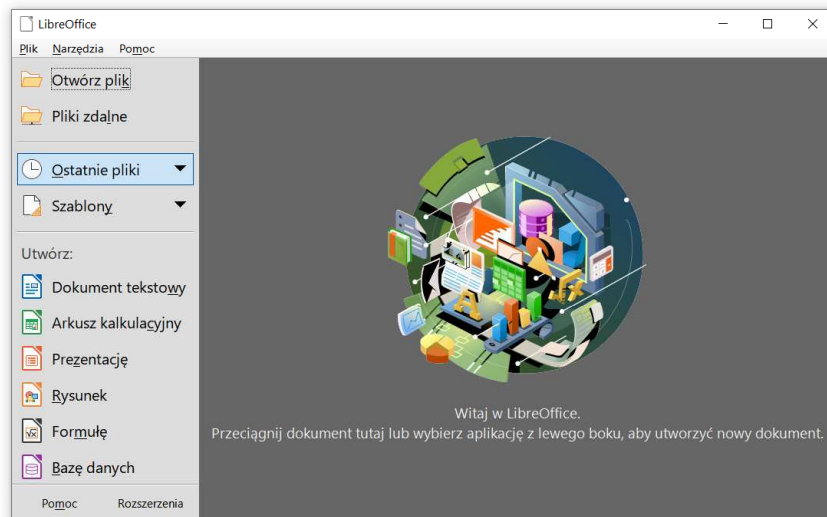 LibreOffice
Plik Narzędzia Pomoc
Otwórz plik
Pliki zdalne
Ostatnie pliki
Szablony
Utwórz:
Dokument tekstowy
Arkusz kalkulacyjny
Prezentację
Rysunek
Formułę
Bazę danych
Pomoc Rozszerzenia
Witaj w LibreOffice.
Przeciągnij dokument tutaj lub wybierz aplikację z lewego boku, aby utworzyć nowy dokument.